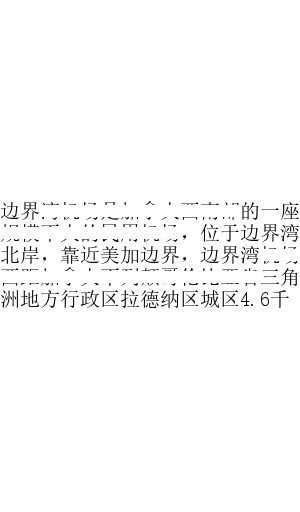 边界湾机场是加拿大西南部的一座
规模不大的民用机场，位于边界湾
北岸，靠近美加边界，边界湾机场
西距加拿大不列颠哥伦比亚省三角
洲地方行政区拉德纳区城区4.6千